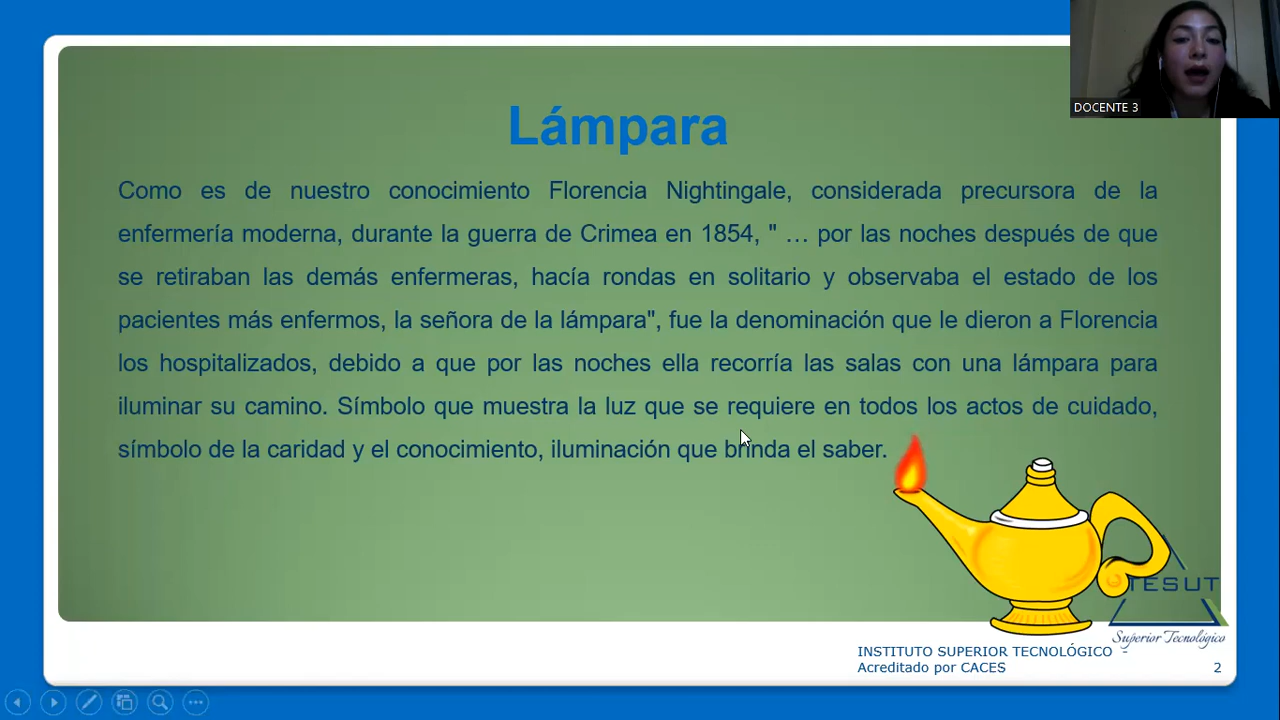 DOCENTE 3
Lámpara
Como es de nuestro conocimiento Florencia Nightingale, considerada precursora de la
enfermería moderna, durante la guerra de Crimea en 1854, " … por las noches después de que
se retiraban las demás enfermeras, hacía rondas en solitario y observaba el estado de los
pacientes más enfermos, la señora de la lámpara", fue la denominación que le dieron a Florencia
los hospitalizados, debido a que por las noches ella recorría las salas con una lámpara para
iluminar su camino. Símbolo que muestra la luz que se requiere en todos los actos de cuidado,
símbolo de la caridad y el conocimiento, iluminación que brinda el saber.
TESUT
Superior Tecnológico
INSTITUTO SUPERIOR TECNOLÓGICO -
Acreditado por CACES
2